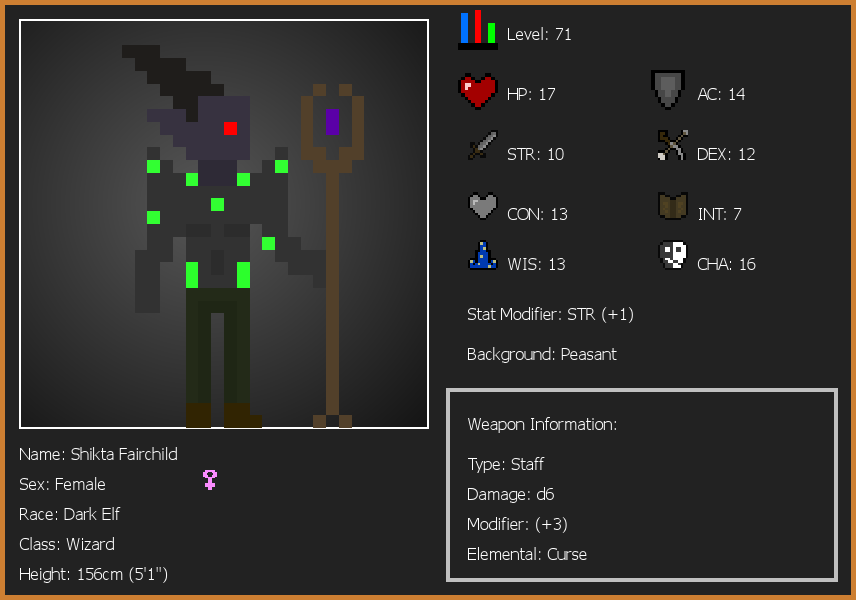 Level: 71
HP: 17
AC: 14
STR: 10
DEX: 12
CON: 13
INT: 7
WIS: 13
CHA: 16
Stat Modifier: STR (+1)
Background: Peasant
Weapon Information:
Type: Staff
Damage: d6
Modifier: (+3)
Elemental: Curse
Name: Shikta Fairchild
Sex: Female
Race: Dark Elf
Class: Wizard
Height: 156cm (5'1")